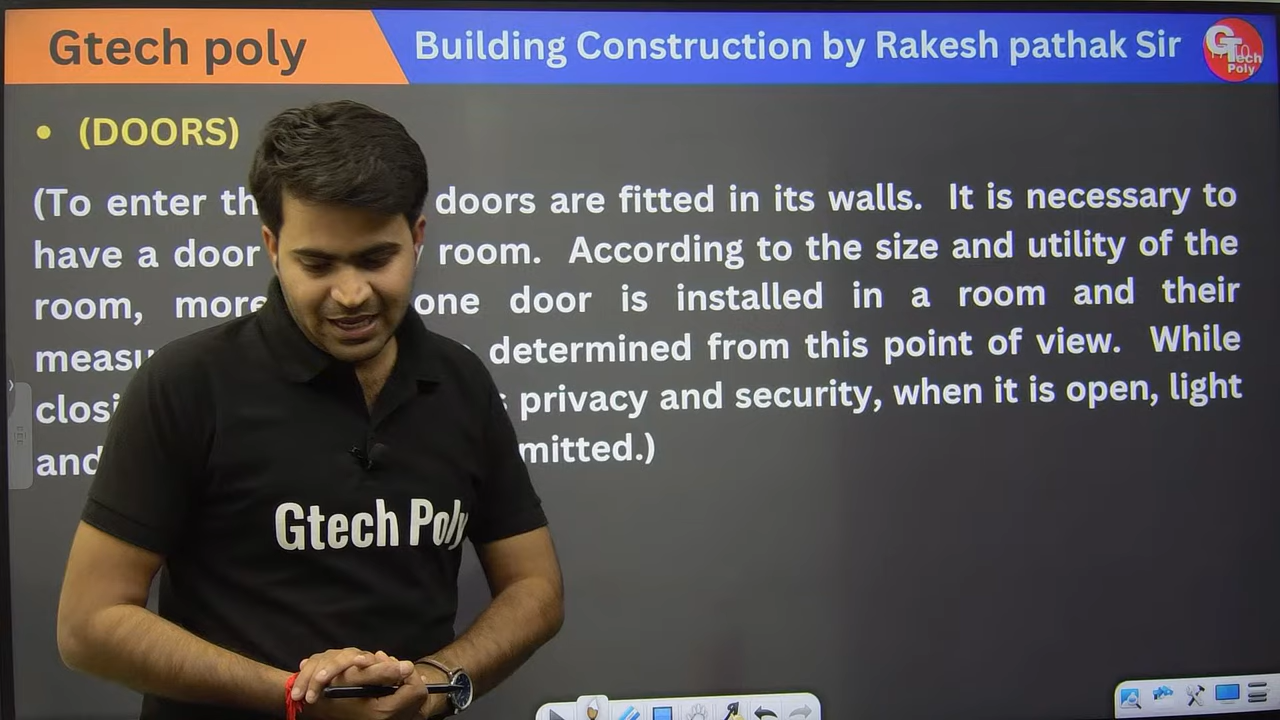 Gtech poly
Building Construction by Rakesh pathak Sir
GT ech
Poly
• (DOORS)
(To enter doors are fitted in its walls. It is necessary to
have a door room. According to the size and utility of the
room, more one door is installed in a room and their
determined from this point of view. While
privacy and security, when it is open, light
and mitted.)
Gtech Poly